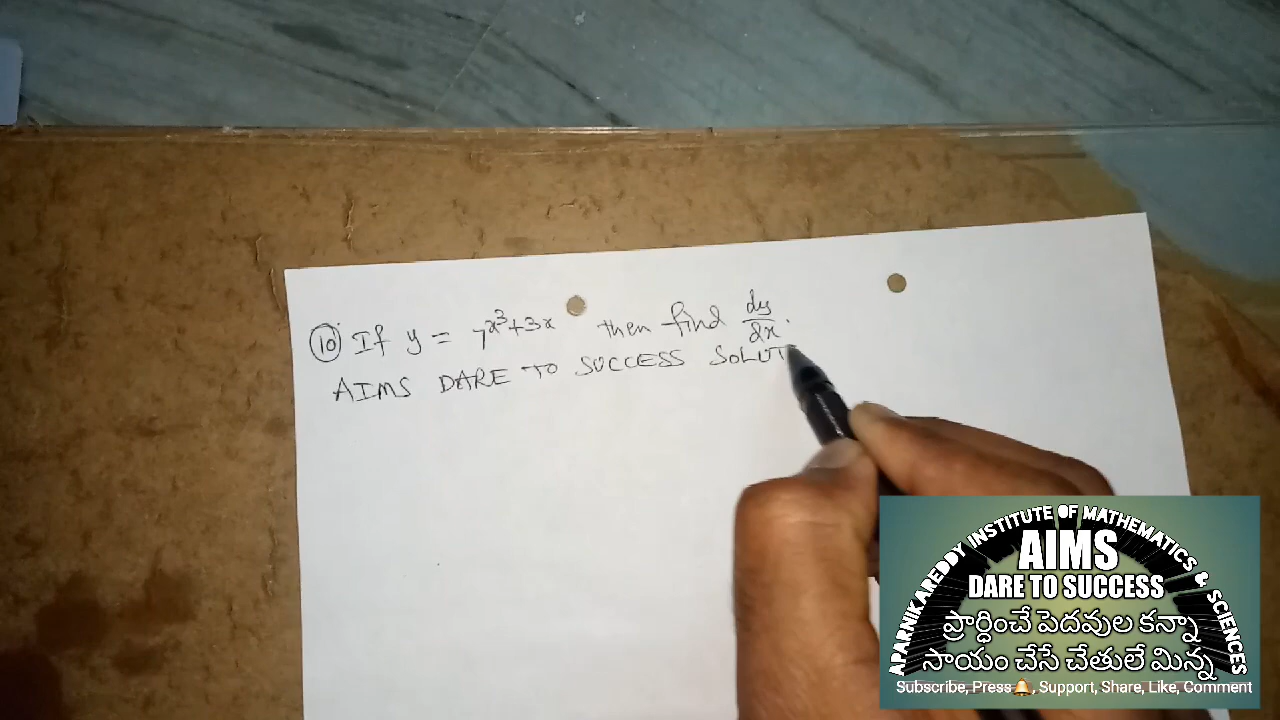 ⑩ If y = 7^{x³+3x} then find dy/dx.
AIMS DARE TO SUCCESS SOLUT
APARNIKAREDDY INSTITUTE OF MATHEMATICS & SCIENCES
AIMS
DARE TO SUCCESS
ప్రార్ధించే పెదవుల కన్నా
సాయం చేసే చేతులే మిన్న
Subscribe, Press🔔, Support, Share, Like, Comment